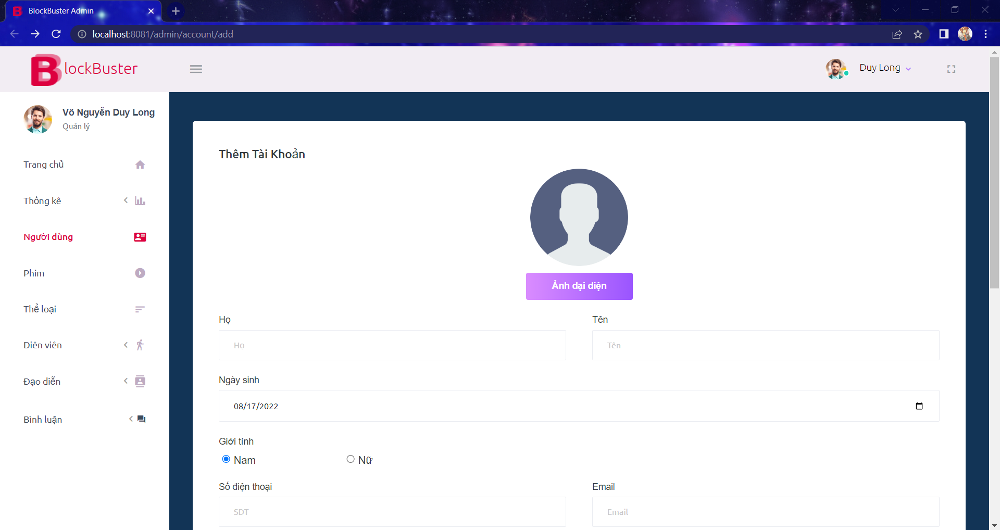 BlockBuster Admin
localhost:8081/admin/account/add
BlockBuster
Duy Long
Võ Nguyễn Duy Long
Quản lý
Trang chủ
Thống kê
Người dùng
Phim
Thể loại
Diên viên
Đạo diễn
Bình luận
Thêm Tài Khoản
Ảnh đại diện
Họ
Tên
Họ
Tên
Ngày sinh
08/17/2022
Giới tính
Nam
Nữ
Số điện thoại
Email
SDT
Email